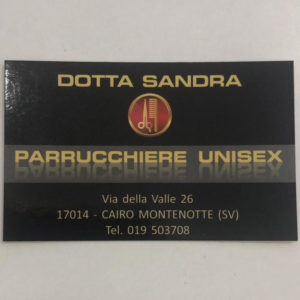 DOTTA SANDRA
PARRUCCHIERE UNISEX
Via della Valle 26
17014 - CAIRO MONTENOTTE (SV)
Tel. 019 503708